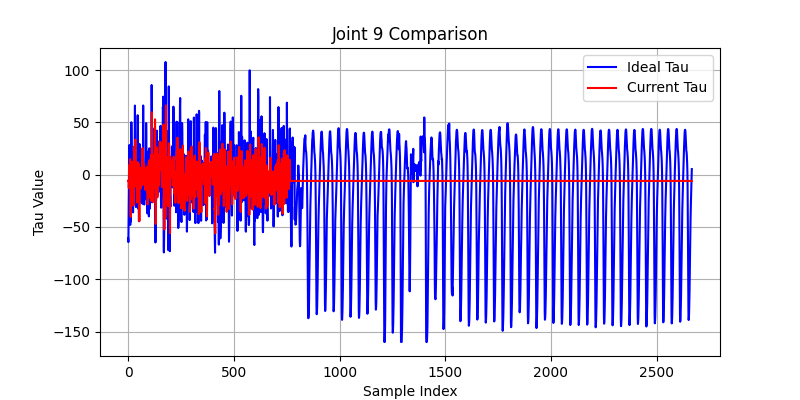 Joint 9 Comparison
Ideal Tau
Current Tau
Tau Value
100
50
0
−50
−100
−150
0 500 1000 1500 2000 2500
Sample Index